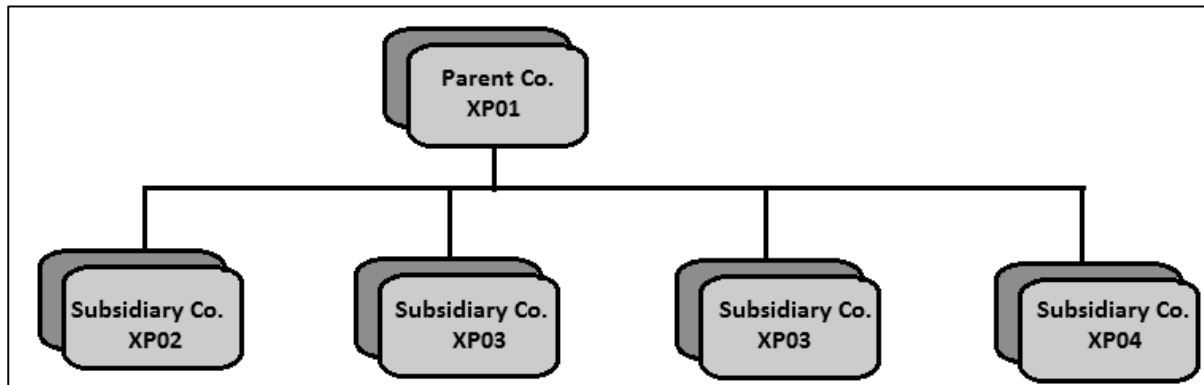 Parent Co.
XP01
Subsidiary Co.
XP02
Subsidiary Co.
XP03
Subsidiary Co.
XP03
Subsidiary Co.
XP04